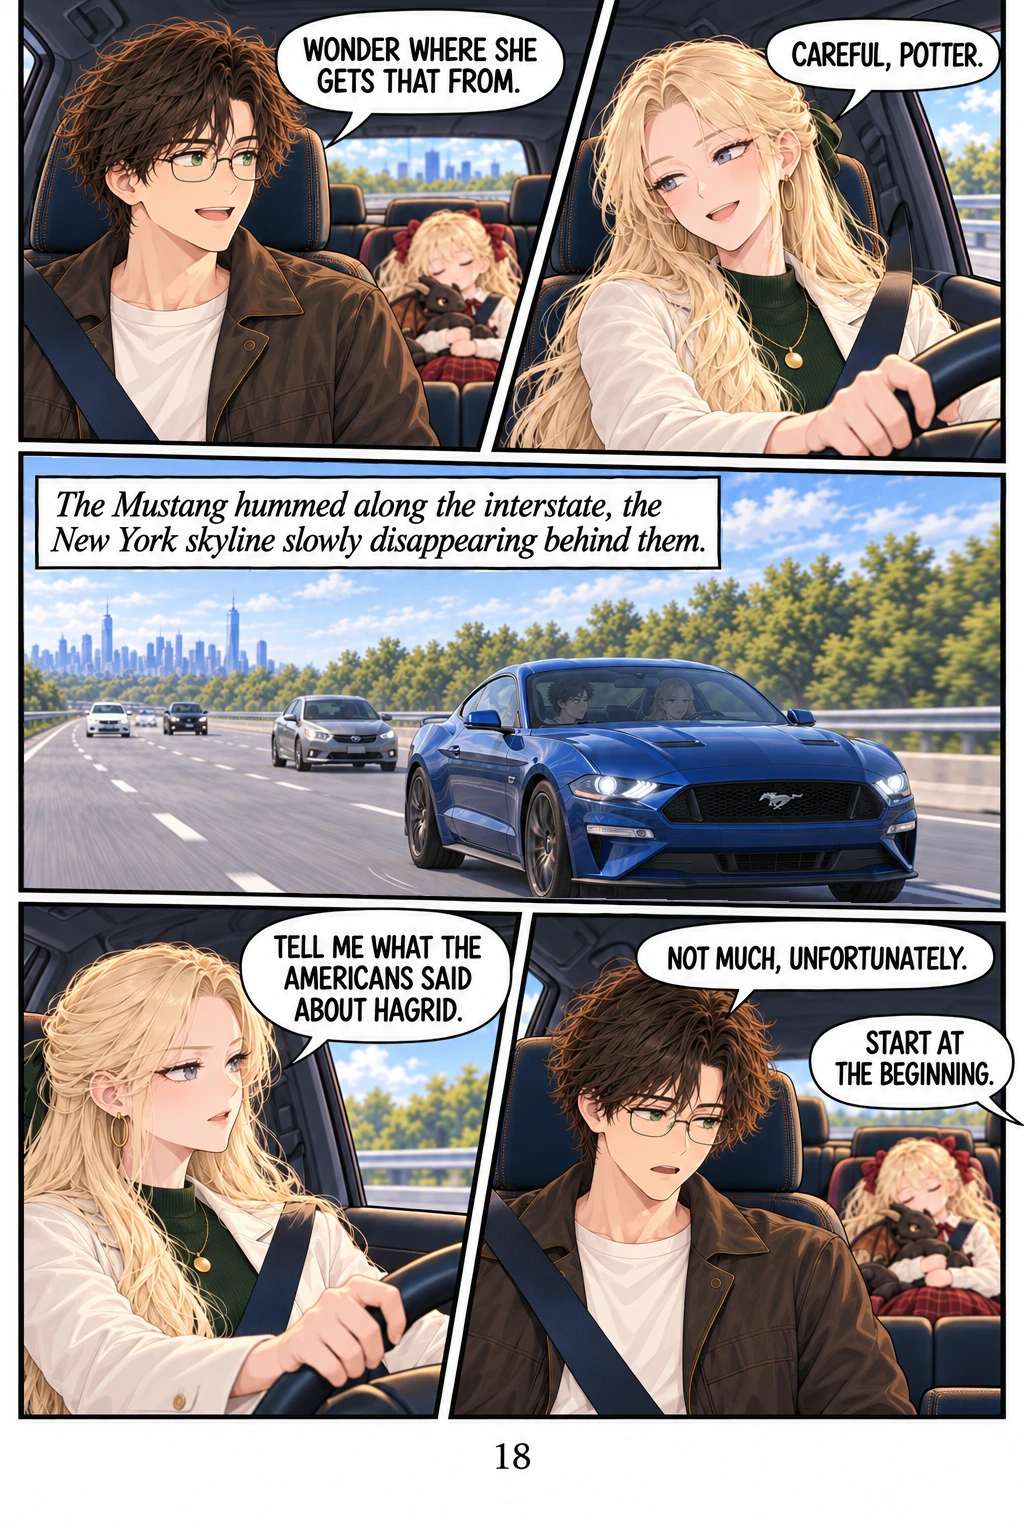 WONDER WHERE SHE
GETS THAT FROM.
CAREFUL, POTTER.
The Mustang hummed along the interstate, the
New York skyline slowly disappearing behind them.
TELL ME WHAT THE
AMERICANS SAID
ABOUT HAGRID.
NOT MUCH, UNFORTUNATELY.
START AT
THE BEGINNING.
18